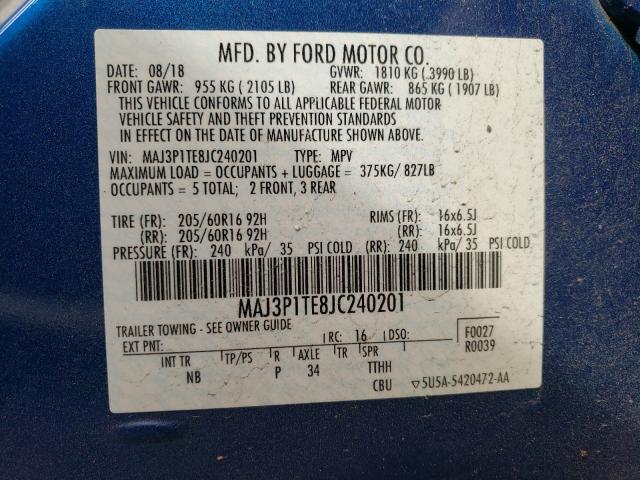 MFD. BY FORD MOTOR CO.
DATE: 08/18 GVWR: 1810 KG (.3990 LB)
FRONT GAWR: 955 KG ( 2105 LB) REAR GAWR: 865 KG ( 1907 LB)
THIS VEHICLE CONFORMS TO ALL APPLICABLE FEDERAL MOTOR
VEHICLE SAFETY AND THEFT PREVENTION STANDARDS
IN EFFECT ON THE DATE OF MANUFACTURE SHOWN ABOVE.
VIN: MAJ3P1TE8JC240201 TYPE: MPV
MAXIMUM LOAD = OCCUPANTS + LUGGAGE = 375KG/ 827LB
OCCUPANTS = 5 TOTAL; 2 FRONT, 3 REAR
TIRE (FR): 205/60R16 92H RIMS (FR): 16x6.5J
(RR): 205/60R16 92H (RR): 16x6.5J
PRESSURE (FR): 240 kPa/ 35 PSI COLD (RR): 240 kPa/ 35 PSI COLD
MAJ3P1TE8JC240201
TRAILER TOWING - SEE OWNER GUIDE
EXT PNT: RC: 16 DSO: F0027
R0039
INT TR TP/PS R AXLE TR SPR
NB P 34 TTHH
CBU ▽5U5A-5420472-AA